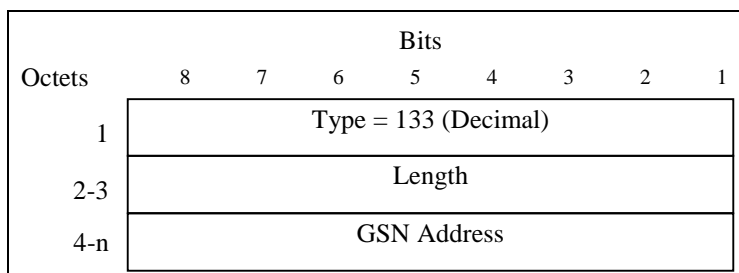 Bits
Octets 8 7 6 5 4 3 2 1
1 Type = 133 (Decimal)
2-3 Length
4-n GSN Address